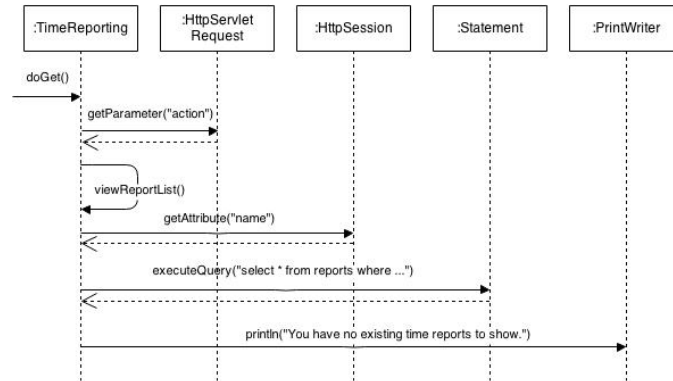 :TimeReporting
:HttpServlet
Request
:HttpSession
:Statement
:PrintWriter
doGet()
getParameter("action")
viewReportList()
getAttribute("name")
executeQuery("select * from reports where ...")
println("You have no existing time reports to show.")